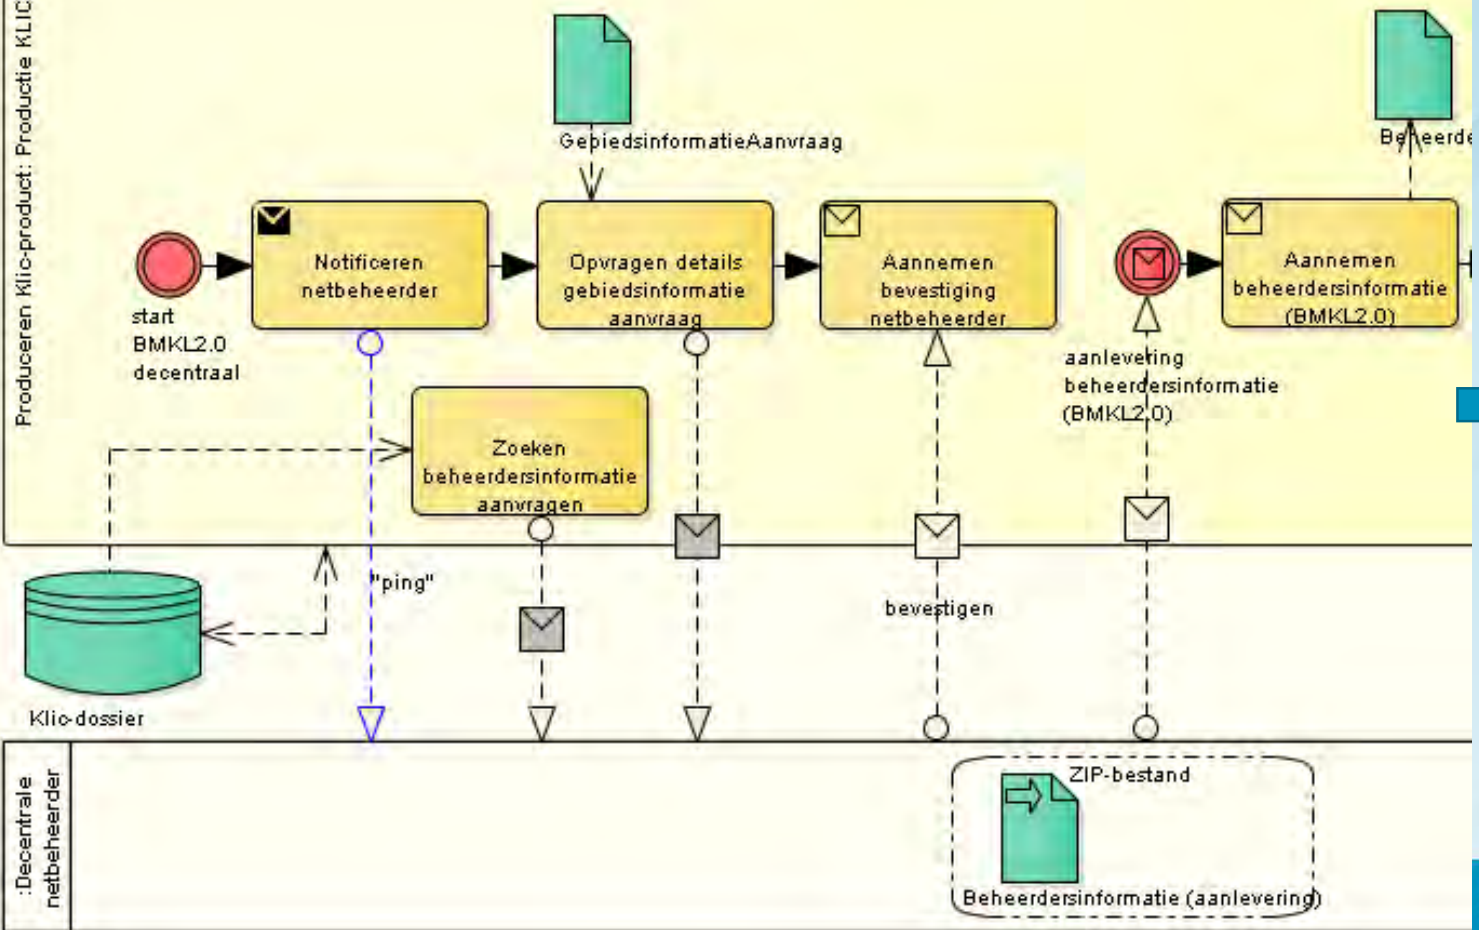 Produceren Klic-product: Productie KLIC
GebiedsinformatieAanvraag
Notificeren
netbeheerder
Opvragen details
gebiedsinformatie
aanvraag
Aannemen
bevestiging
netbeheerder
Aannemen
beheerdersinformatie
(BMKL2.0)
start
BMKL2.0
decentraal
aanlevering
beheerdersinformatie
(BMKL2.0)
Zoeken
beheerdersinformatie
aanvragen
"ping"
bevestigen
Klic-dossier
:Decentrale
netbeheerder
ZIP-bestand
Beheerdersinformatie (aanlevering)